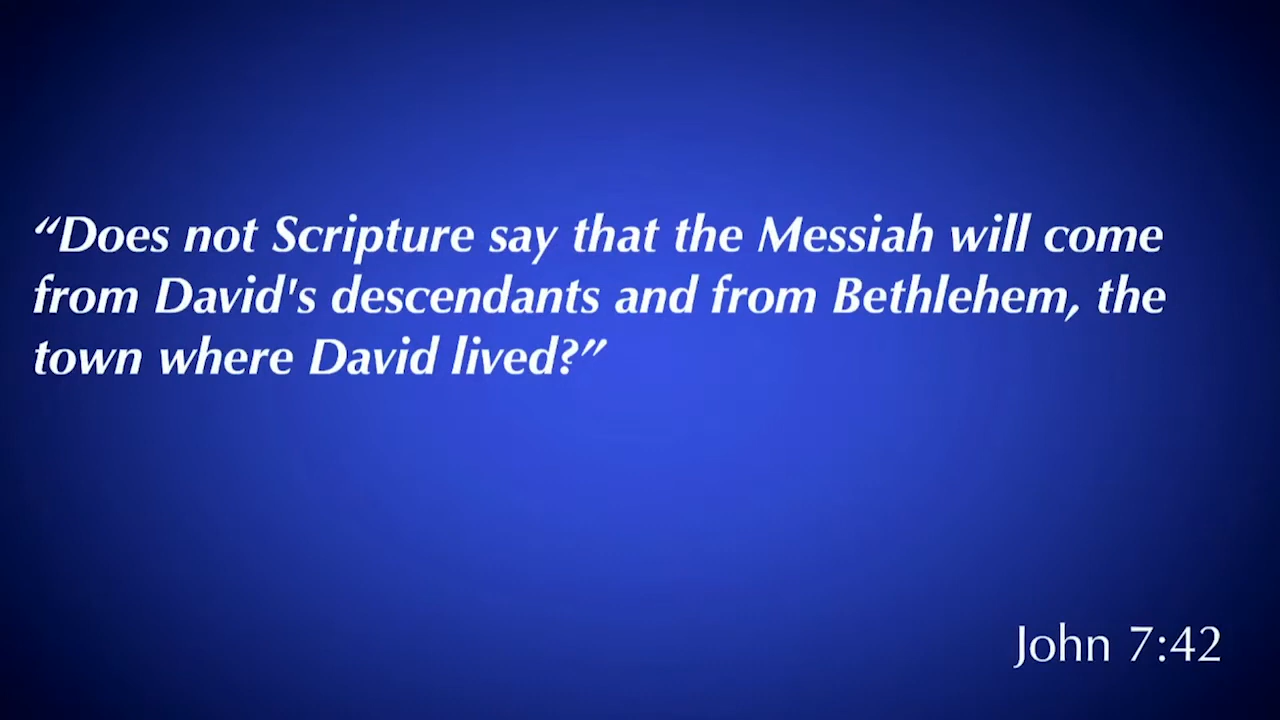 “Does not Scripture say that the Messiah will come
from David's descendants and from Bethlehem, the
town where David lived?”
John 7:42